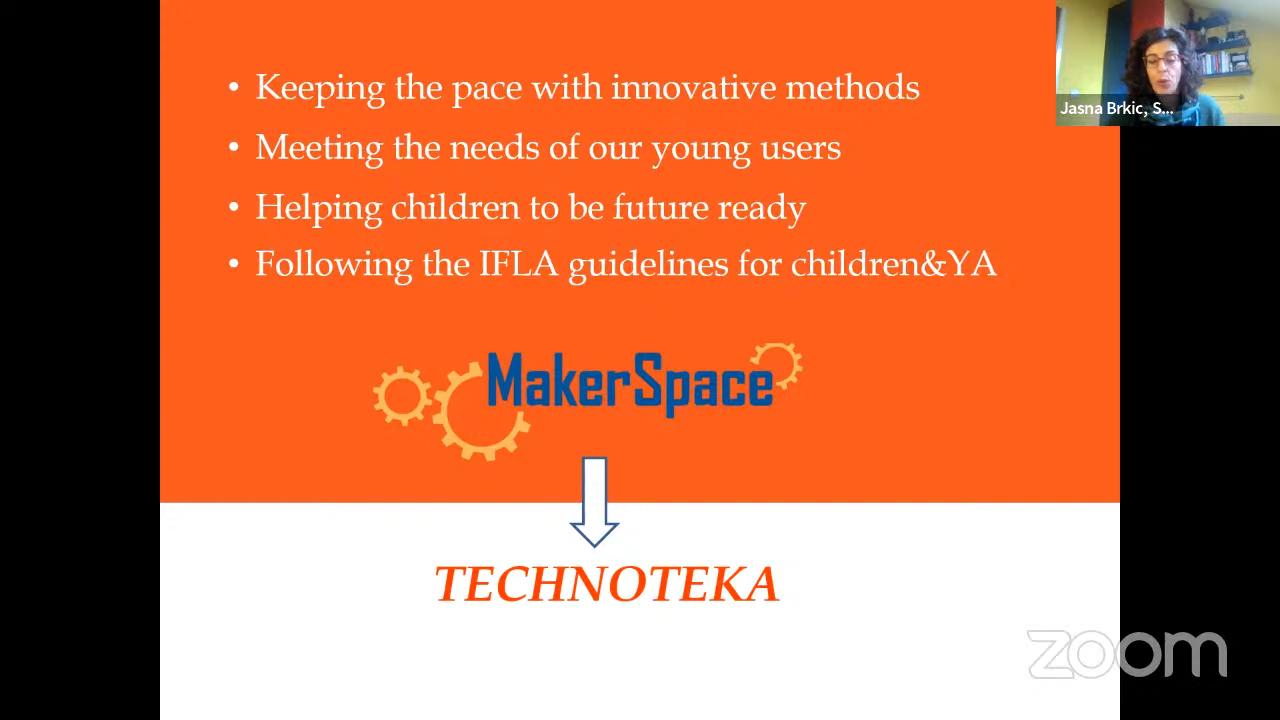 • Keeping the pace with innovative methods
• Meeting the needs of our young users
• Helping children to be future ready
• Following the IFLA guidelines for children&YA
MakerSpace
TECHNOTEKA
Jasna Brkic, S...
zoom